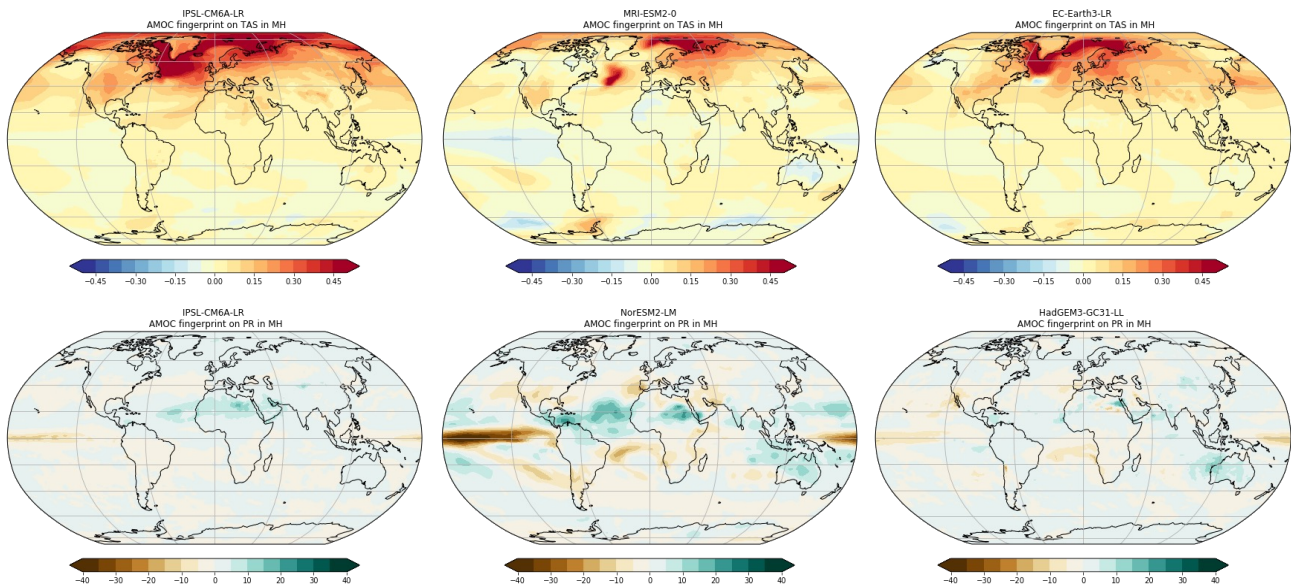 IPSL-CM6A-LR
AMOC fingerprint on TAS in MH
MRI-ESM2-0
AMOC fingerprint on TAS in MH
EC-Earth3-LR
AMOC fingerprint on TAS in MH
−0.45 −0.30 −0.15 0.00 0.15 0.30 0.45
−0.45 −0.30 −0.15 0.00 0.15 0.30 0.45
−0.45 −0.30 −0.15 0.00 0.15 0.30 0.45
IPSL-CM6A-LR
AMOC fingerprint on PR in MH
NorESM2-LM
AMOC fingerprint on PR in MH
HadGEM3-GC31-LL
AMOC fingerprint on PR in MH
−40 −30 −20 −10 0 10 20 30 40
−40 −30 −20 −10 0 10 20 30 40
−40 −30 −20 −10 0 10 20 30 40